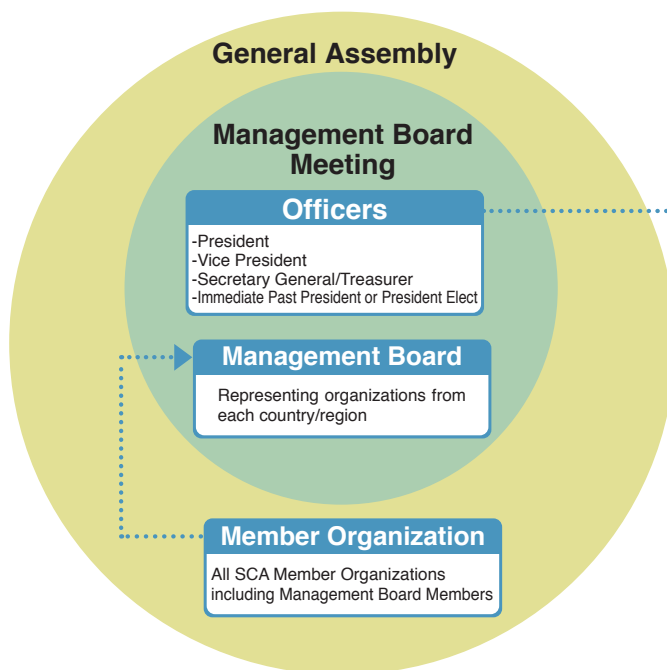 General Assembly
Management Board
Meeting
Officers
-President
-Vice President
-Secretary General/Treasurer
-Immediate Past President or President Elect
Management Board
Representing organizations from
each country/region
Member Organization
All SCA Member Organizations
including Management Board Members